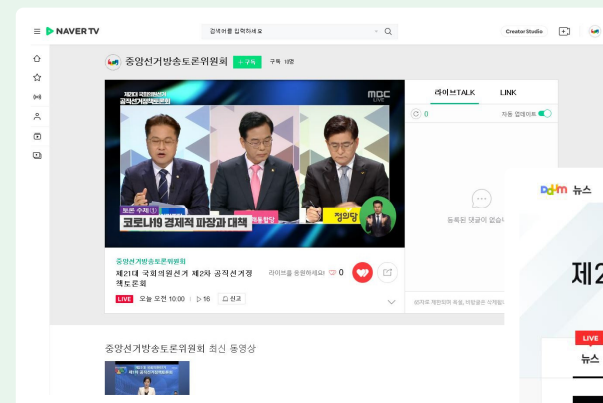 NAVER TV
검색어를 입력하세요
Creator Studio
중앙선거방송토론위원회
+ 구독
구독 19명
제21대 국회의원선거
공직선거정책토론회
mbc
LIVE
토론 주제①
코로나19 경제적 파장과 대책
정의당
라이브TALK
LINK
0
자동 업데이트
등록된 댓글이 없습
중앙선거방송토론위원회
제21대 국회의원선거 제2차 공직선거정
책토론회
라이브를 응원하세요!
0
LIVE
오늘 오전 10:00
16
신고
중앙선거방송토론위원회 최신 동영상
Daum 뉴스
제2
LIVE
뉴스